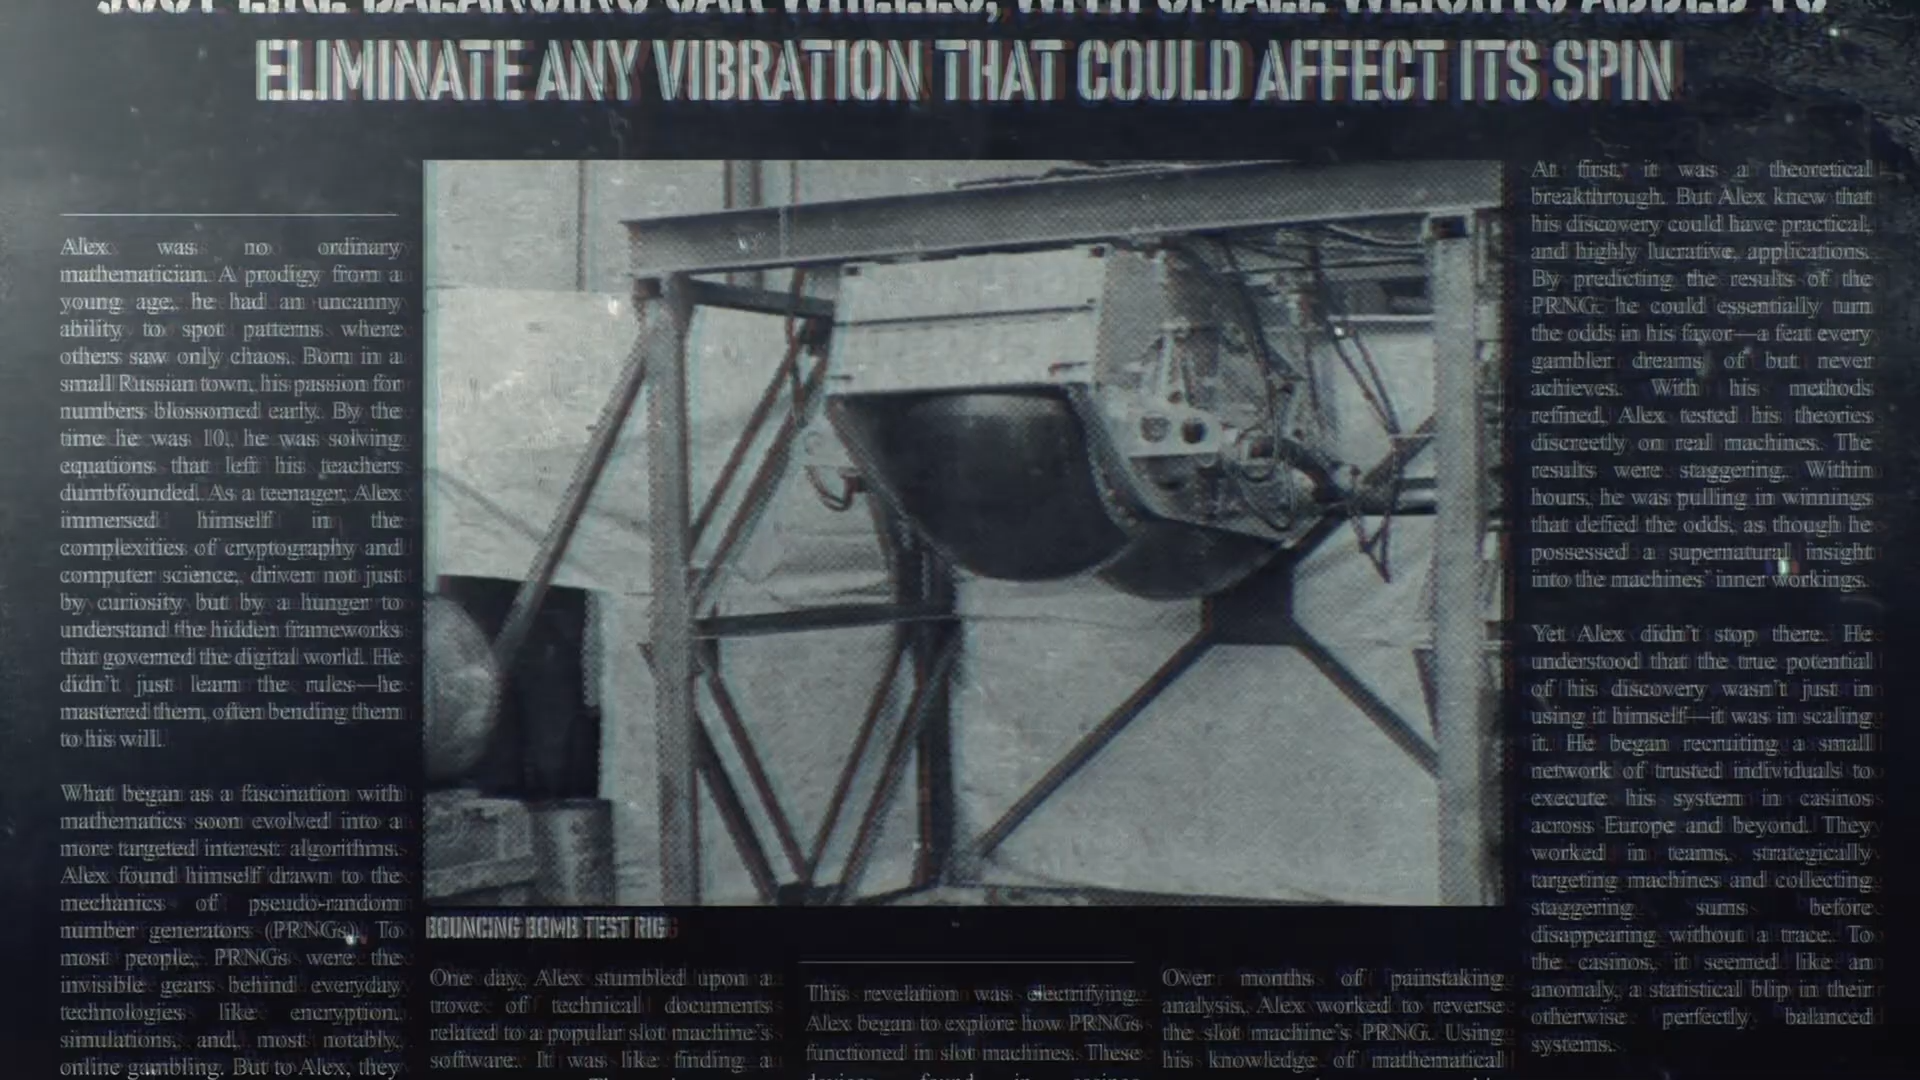 JUST LIKE BALANCING CAR WHEELS, WITH SMALL WEIGHTS ADDED TO
ELIMINATE ANY VIBRATION THAT COULD AFFECT ITS SPIN
Alex was no ordinary
mathematician. A prodigy from a
young age, he had an uncanny
ability to spot patterns where
others saw only chaos. Born in a
small Russian town, his passion for
numbers blossomed early. By the
time he was 10, he was solving
equations that left his teachers
dumbfounded. As a teenager, Alex
immersed himself in the
complexities of cryptography and
computer science, driven not just
by curiosity but by a hunger to
understand the hidden frameworks
that governed the digital world. He
didn't just learn the rules—he
mastered them, often bending them
to his will.
What began as a fascination with
mathematics soon evolved into a
more targeted interest: algorithms.
Alex found himself drawn to the
mechanics of pseudo-random
number generators (PRNGs). To
most people, PRNGs were the
invisible gears behind everyday
technologies like encryption,
simulations, and, most notably,
online gambling. But to Alex, they
BOUNCING BOMB TEST RIG
One day, Alex stumbled upon a
trove of technical documents
related to a popular slot machine's
software. It was like finding a
This revelation was electrifying.
Alex began to explore how PRNGs
functioned in slot machines. These
devices, found in casinos
Over months of painstaking
analysis, Alex worked to reverse
the slot machine's PRNG. Using
his knowledge of mathematical
At first, it was a theoretical
breakthrough. But Alex knew that
his discovery could have practical,
and highly lucrative, applications.
By predicting the results of the
PRNG, he could essentially turn
the odds in his favor—a feat every
gambler dreams of but never
achieves. With his methods
refined, Alex tested his theories
discreetly on real machines. The
results were staggering. Within
hours, he was pulling in winnings
that defied the odds, as though he
possessed a supernatural insight
into the machines' inner workings.
Yet Alex didn't stop there. He
understood that the true potential
of his discovery wasn't just in
using it himself—it was in scaling
it. He began recruiting a small
network of trusted individuals to
execute his system in casinos
across Europe and beyond. They
worked in teams, strategically
targeting machines and collecting
staggering sums before
disappearing without a trace. To
the casinos, it seemed like an
anomaly, a statistical blip in their
otherwise perfectly balanced
systems.